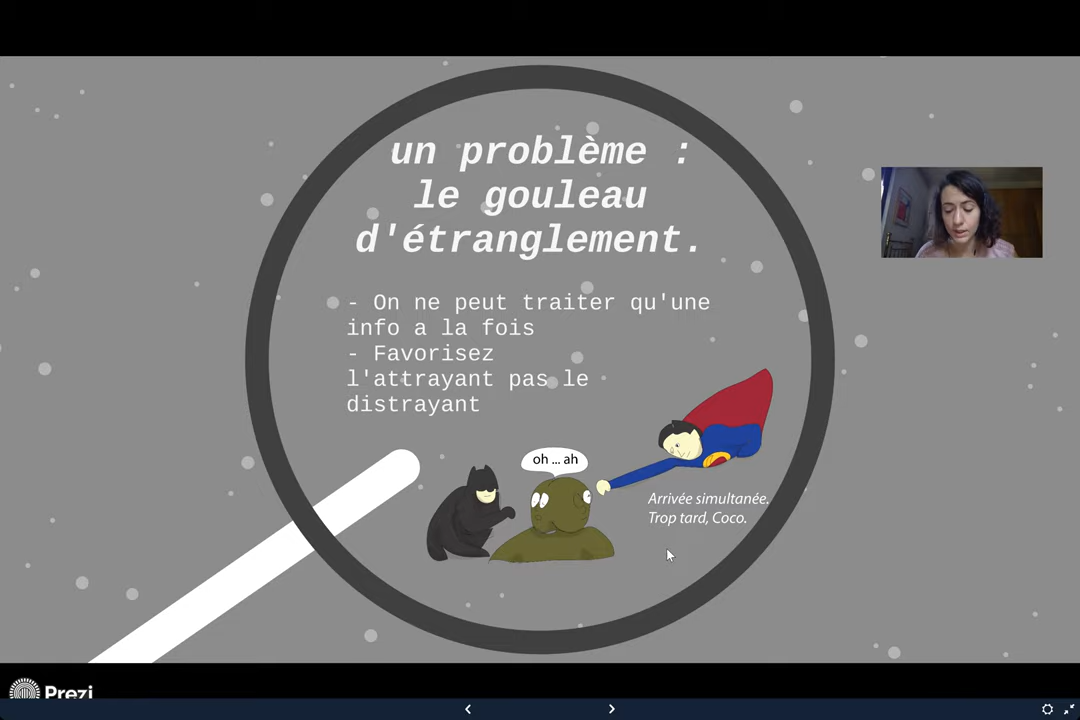 un problème :
le gouleau
d'étranglement.
- On ne peut traiter qu'une
info a la fois
- Favorisez
l'attrayant pas le
distrayant
oh ... ah
Arrivée simultanée.
Trop tard, Coco.
Prezi